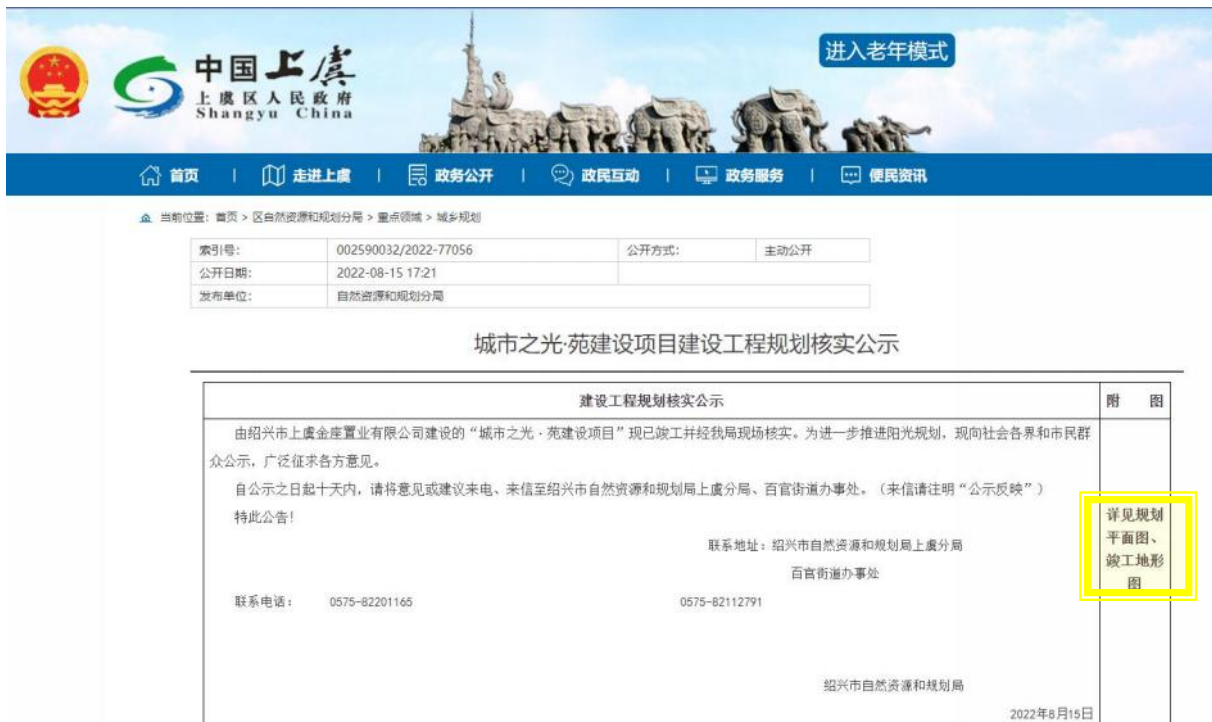 中国上虞
上虞区人民政府
Shangyu China
进入老年模式
首页 | 走进上虞 | 政务公开 | 政民互动 | 政务服务 | 便民资讯
当前位置：首页 > 区自然资源和规划分局 > 重点领域 > 城乡规划
索引号： 002590032/2022-77056 公开方式： 主动公开
公开日期： 2022-08-15 17:21
发布单位： 自然资源和规划分局
城市之光·苑建设项目建设工程规划核实公示
建设工程规划核实公示 附 图
由绍兴市上虞金座置业有限公司建设的“城市之光·苑建设项目”现已竣工并经我局现场核实。为进一步推进阳光规划，现向社会各界和市民群
众公示，广泛征求各方意见。
自公示之日起十天内，请将意见或建议来电、来信至绍兴市自然资源和规划局上虞分局、百官街道办事处。（来信请注明“公示反映”）
特此公告！
联系地址：绍兴市自然资源和规划局上虞分局
百官街道办事处
联系电话： 0575-82201165 0575-82112791
绍兴市自然资源和规划局
2022年8月15日
详见规划
平面图、
竣工地形
图